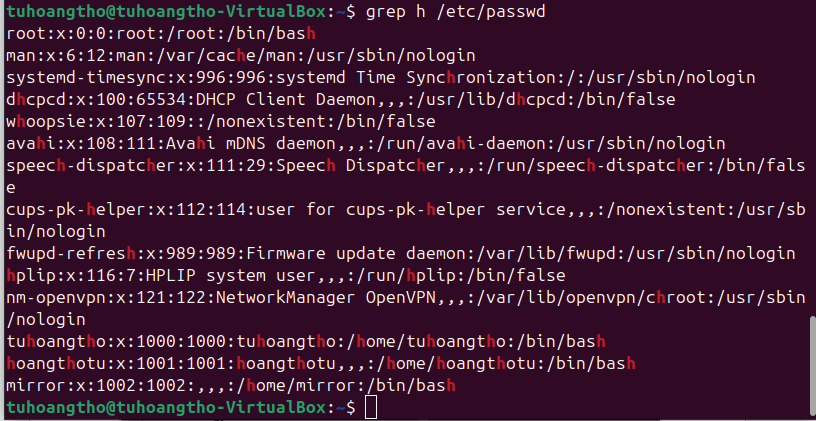 tuhoangtho@tuhoangtho-VirtualBox:~$ grep h /etc/passwd
root:x:0:0:root:/root:/bin/bash
man:x:6:12:man:/var/cache/man:/usr/sbin/nologin
systemd-timesync:x:996:996:systemd Time Synchronization:/:/usr/sbin/nologin
dhcpcd:x:100:65534:DHCP Client Daemon,,,:/usr/lib/dhcpcd:/bin/false
whoopsie:x:107:109::/nonexistent:/bin/false
avahi:x:108:111:Avahi mDNS daemon,,,:/run/avahi-daemon:/usr/sbin/nologin
speech-dispatcher:x:111:29:Speech Dispatcher,,,:/run/speech-dispatcher:/bin/fals
e
cups-pk-helper:x:112:114:user for cups-pk-helper service,,,:/nonexistent:/usr/sb
in/nologin
fwupd-refresh:x:989:989:Firmware update daemon:/var/lib/fwupd:/usr/sbin/nologin
hplip:x:116:7:HPLIP system user,,,:/run/hplip:/bin/false
nm-openvpn:x:121:122:NetworkManager OpenVPN,,,:/var/lib/openvpn/chroot:/usr/sbin
/nologin
tuhoangtho:x:1000:1000:tuhoangtho:/home/tuhoangtho:/bin/bash
hoangthotu:x:1001:1001:hoangthotu,,,:/home/hoangthotu:/bin/bash
mirror:x:1002:1002:,,,:/home/mirror:/bin/bash
tuhoangtho@tuhoangtho-VirtualBox:~$